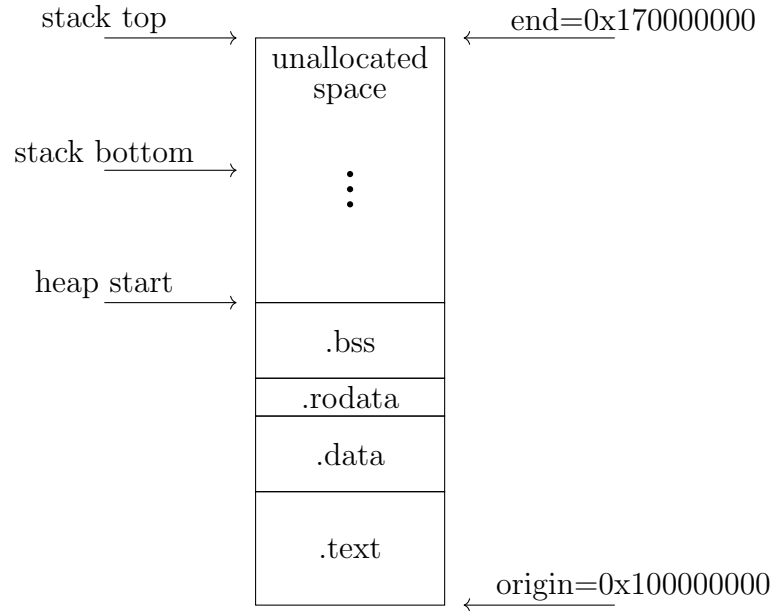 stack top
end=0x170000000
unallocated
space
stack bottom
heap start
.bss
.rodata
.data
.text
origin=0x100000000